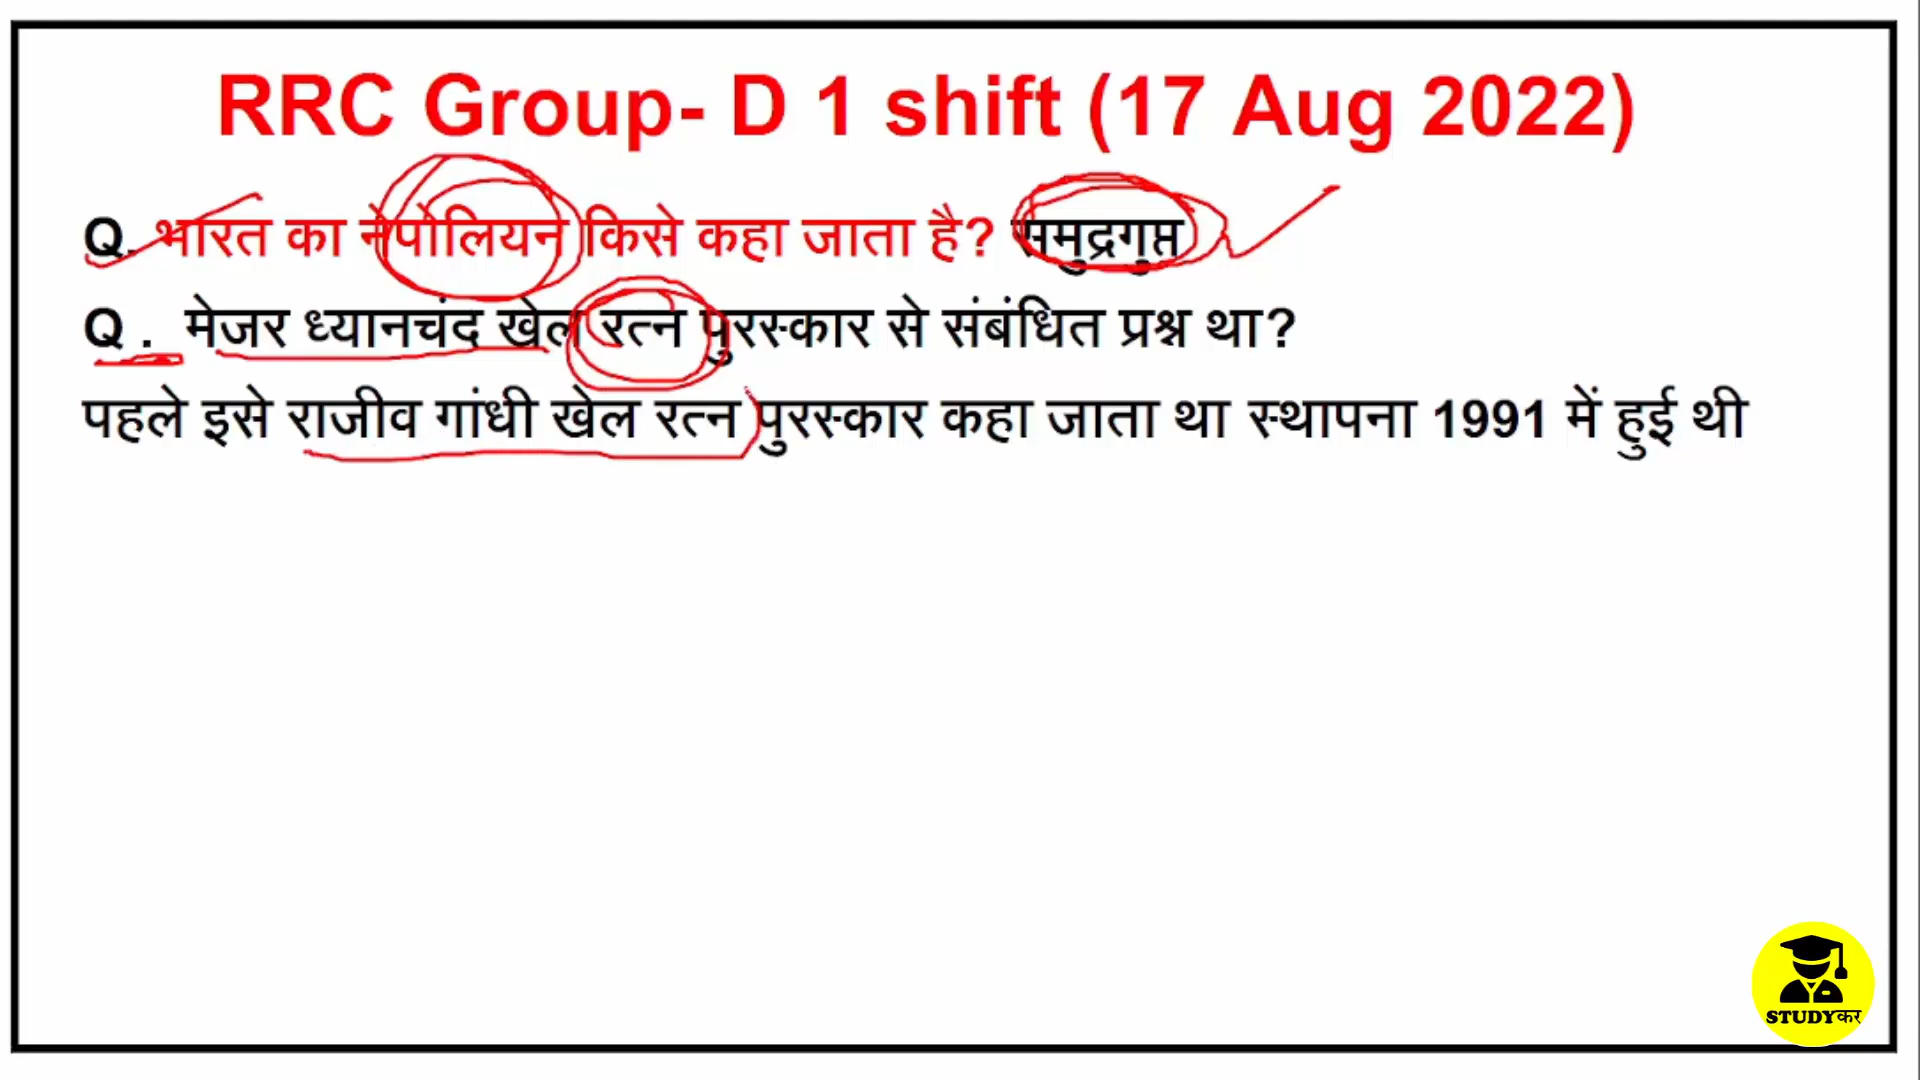 RRC Group- D 1 shift (17 Aug 2022)
Q. भारत का नेपोलियन किसे कहा जाता है? समुद्रगुप्त
Q . मेजर ध्यानचंद खेल रत्न पुरस्कार से संबंधित प्रश्न था?
पहले इसे राजीव गांधी खेल रत्न पुरस्कार कहा जाता था स्थापना 1991 में हुई थी
STUDYकर